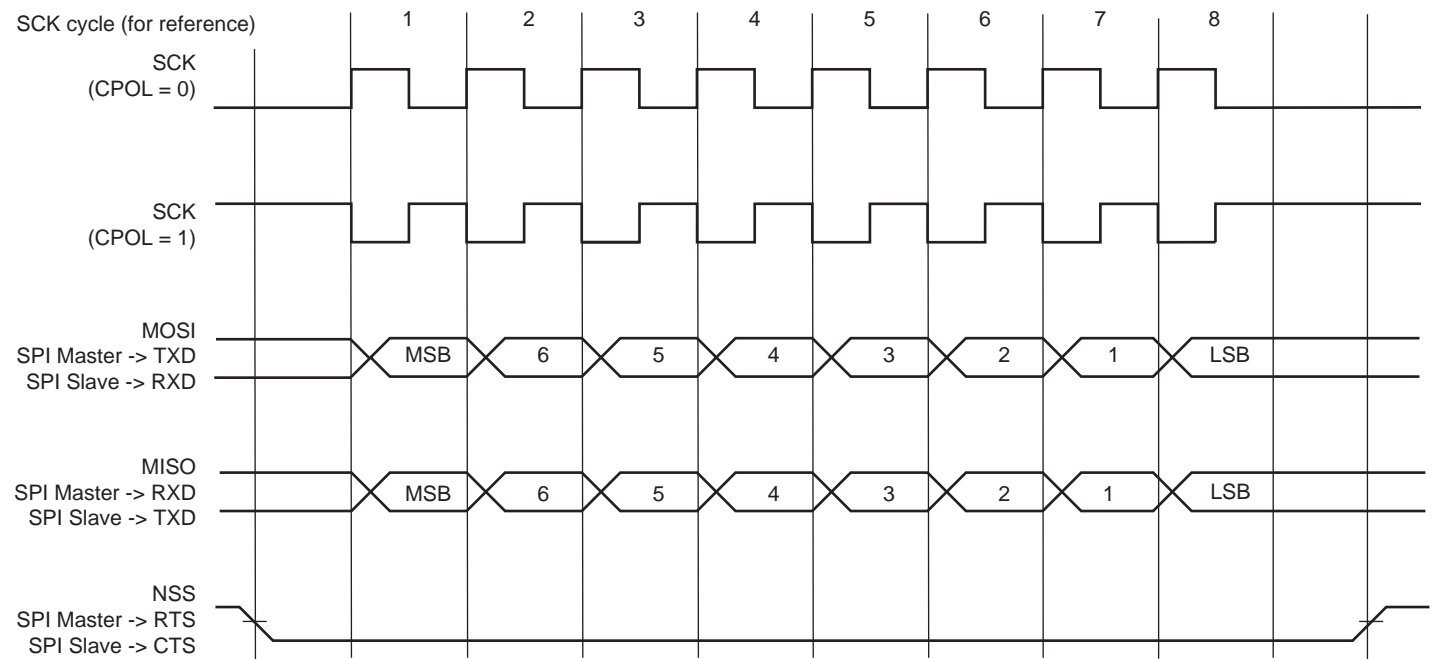 SCK cycle (for reference)
1 2 3 4 5 6 7 8
SCK
(CPOL = 0)
SCK
(CPOL = 1)
MOSI
SPI Master -> TXD
SPI Slave -> RXD
MSB 6 5 4 3 2 1 LSB
MISO
SPI Master -> RXD
SPI Slave -> TXD
MSB 6 5 4 3 2 1 LSB
NSS
SPI Master -> RTS
SPI Slave -> CTS